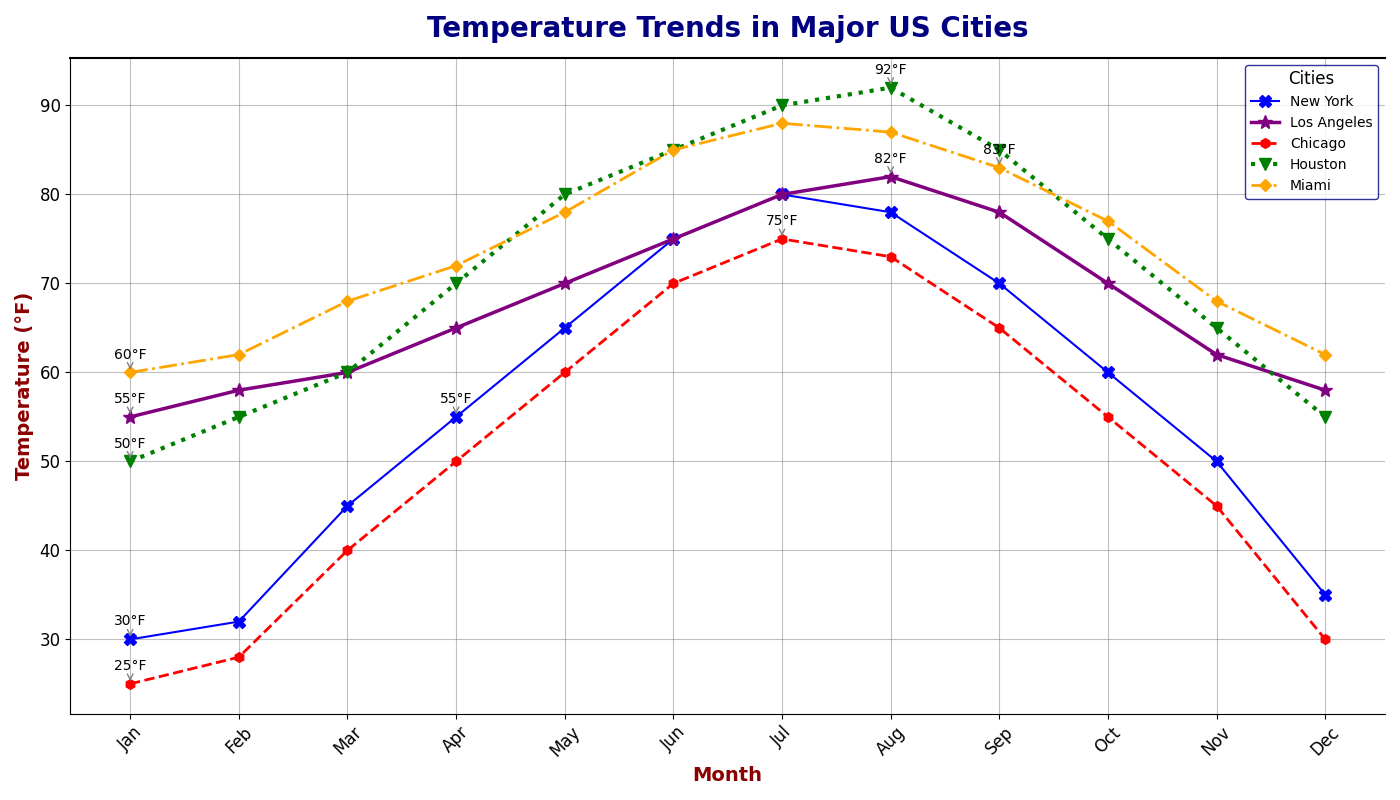 Temperature Trends in Major US Cities
Temperature (°F)
90
80
70
60
50
40
30
92°F
83°F
82°F
75°F
60°F
55°F
55°F
50°F
30°F
25°F
Cities
New York
Los Angeles
Chicago
Houston
Miami
Jan
Feb
Mar
Apr
May
Jun
Jul
Aug
Sep
Oct
Nov
Dec
Month